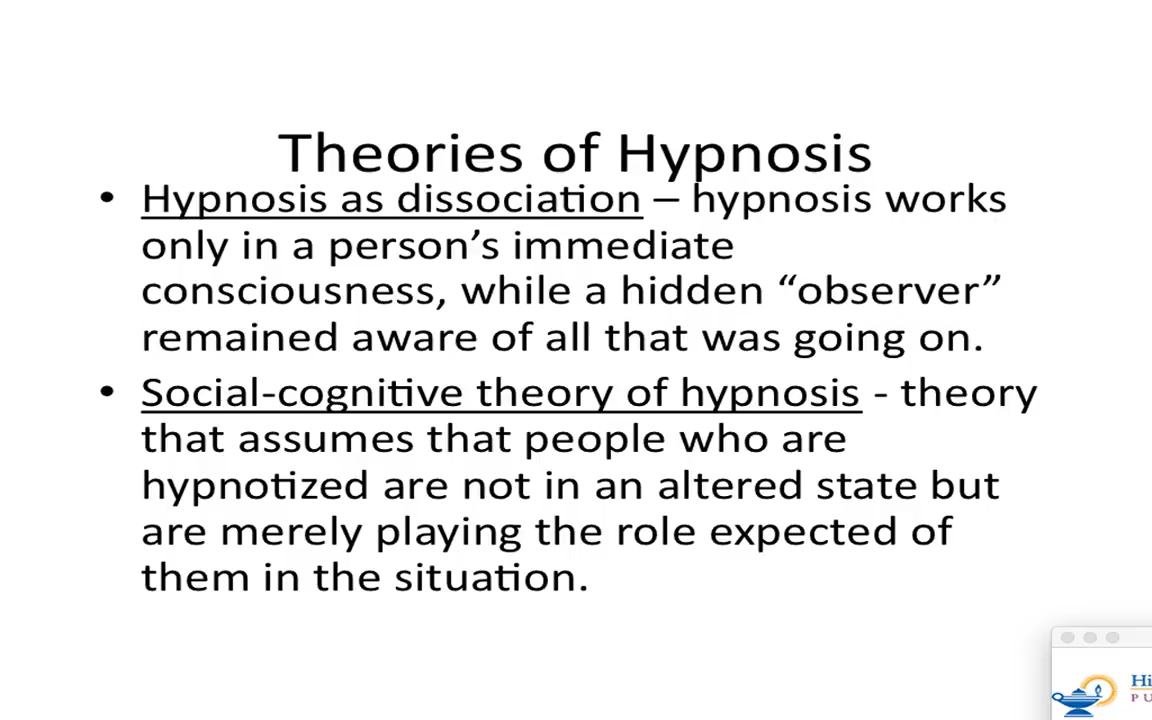 Theories of Hypnosis
• Hypnosis as dissociation – hypnosis works
only in a person’s immediate
consciousness, while a hidden “observer”
remained aware of all that was going on.
• Social-cognitive theory of hypnosis - theory
that assumes that people who are
hypnotized are not in an altered state but
are merely playing the role expected of
them in the situation.
Hi
PU